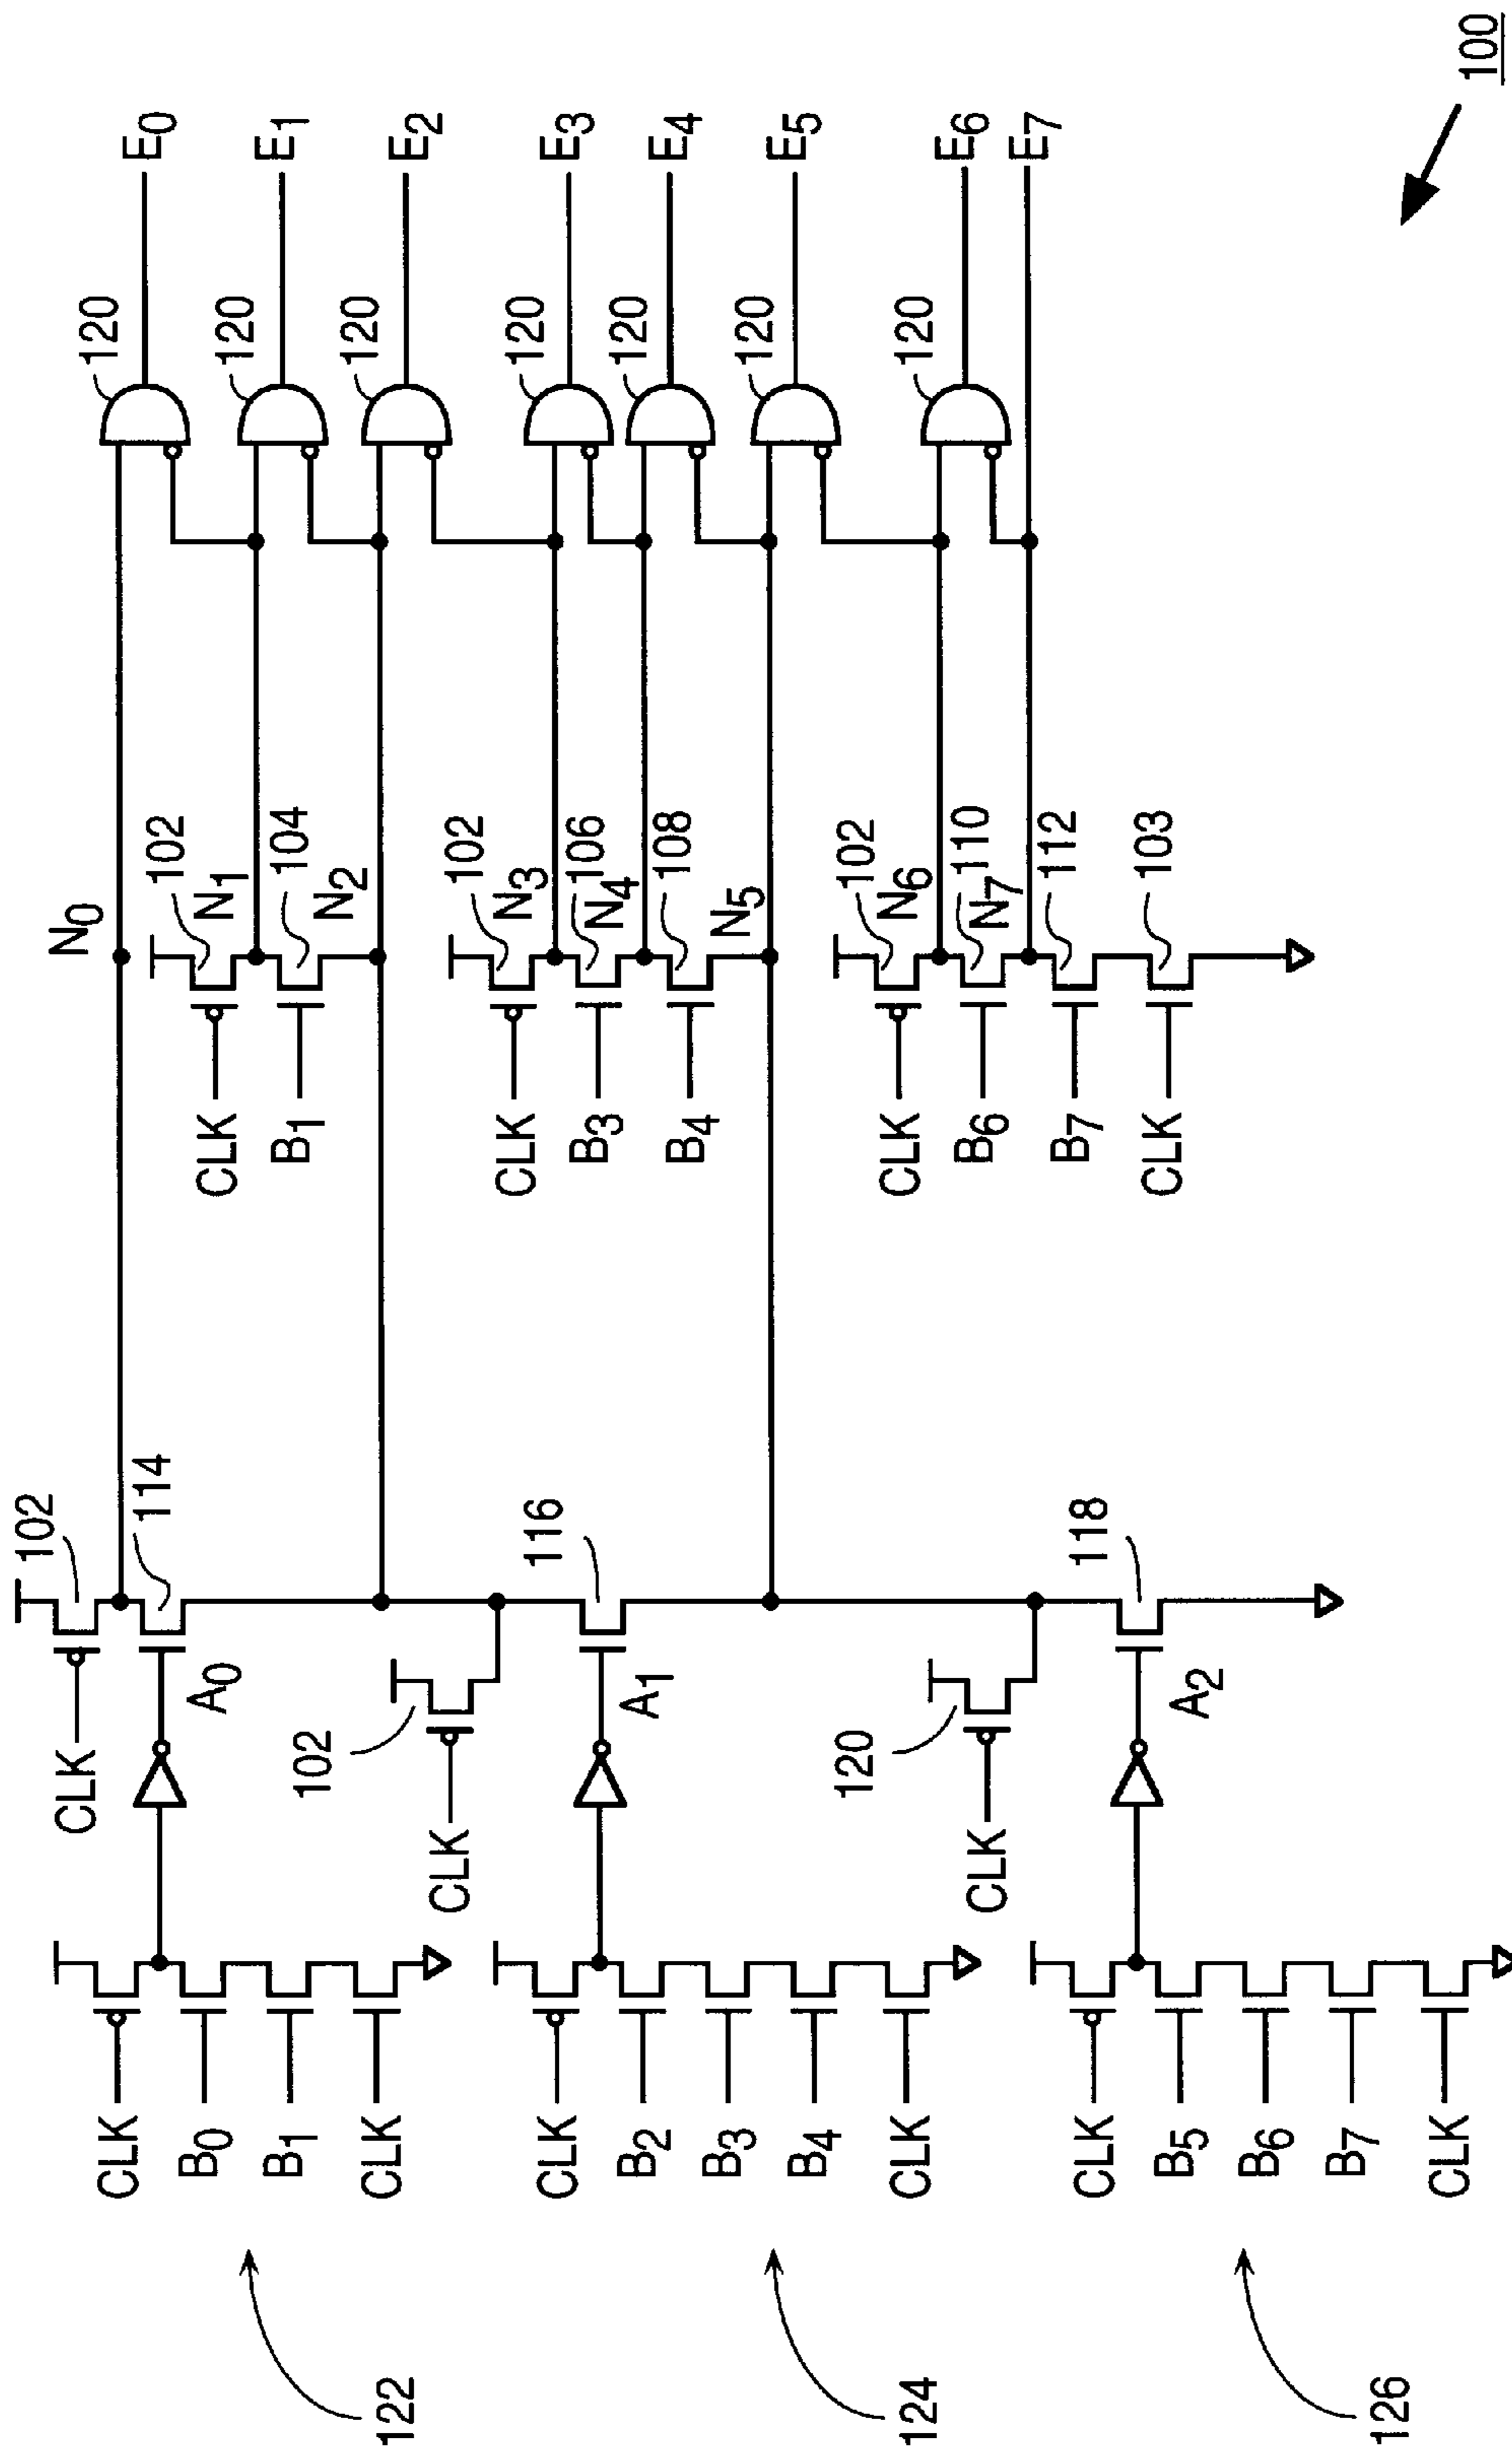 102
CLK N0
CLK 120
114 102 E0
B0 A0 CLK N1 120
B1 B1 104 E1
102 N2 120
CLK
122 E2
CLK 102
CLK N3 120
CLK 116 E3
B3 106
B2 A1 N4 120
B4 108 E4
B3 N5 120
B4 E5
120 102
124 CLK CLK N6 120
B6 110 E6
CLK N7 E7
B7 112
CLK 118
CLK 103
B5 A2
B6
B7
126
CLK
100